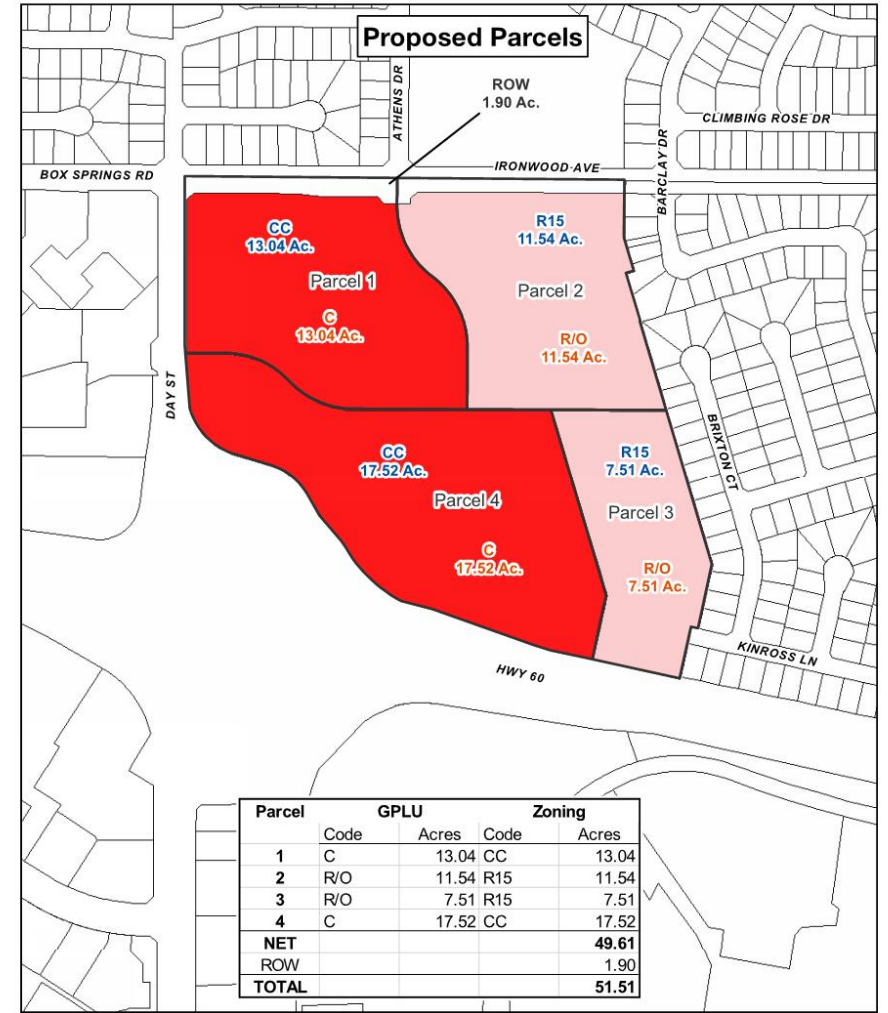 Proposed Parcels
ROW
1.90 Ac.
ATHENS DR
CLIMBING ROSE DR
BARCLAY DR
BOX SPRINGS RD
IRONWOOD AVE
CC
13.04 Ac.
Parcel 1
C
13.04 Ac.
R15
11.54 Ac.
Parcel 2
R/O
11.54 Ac.
DAY ST
BRIXTON CT
CC
17.52 Ac.
Parcel 4
C
17.52 Ac.
R15
7.51 Ac.
Parcel 3
R/O
7.51 Ac.
KINROSS LN
HWY 60
Parcel GPLU Zoning
Code Acres Code Acres
1 C 13.04 CC 13.04
2 R/O 11.54 R15 11.54
3 R/O 7.51 R15 7.51
4 C 17.52 CC 17.52
NET 49.61
ROW 1.90
TOTAL 51.51